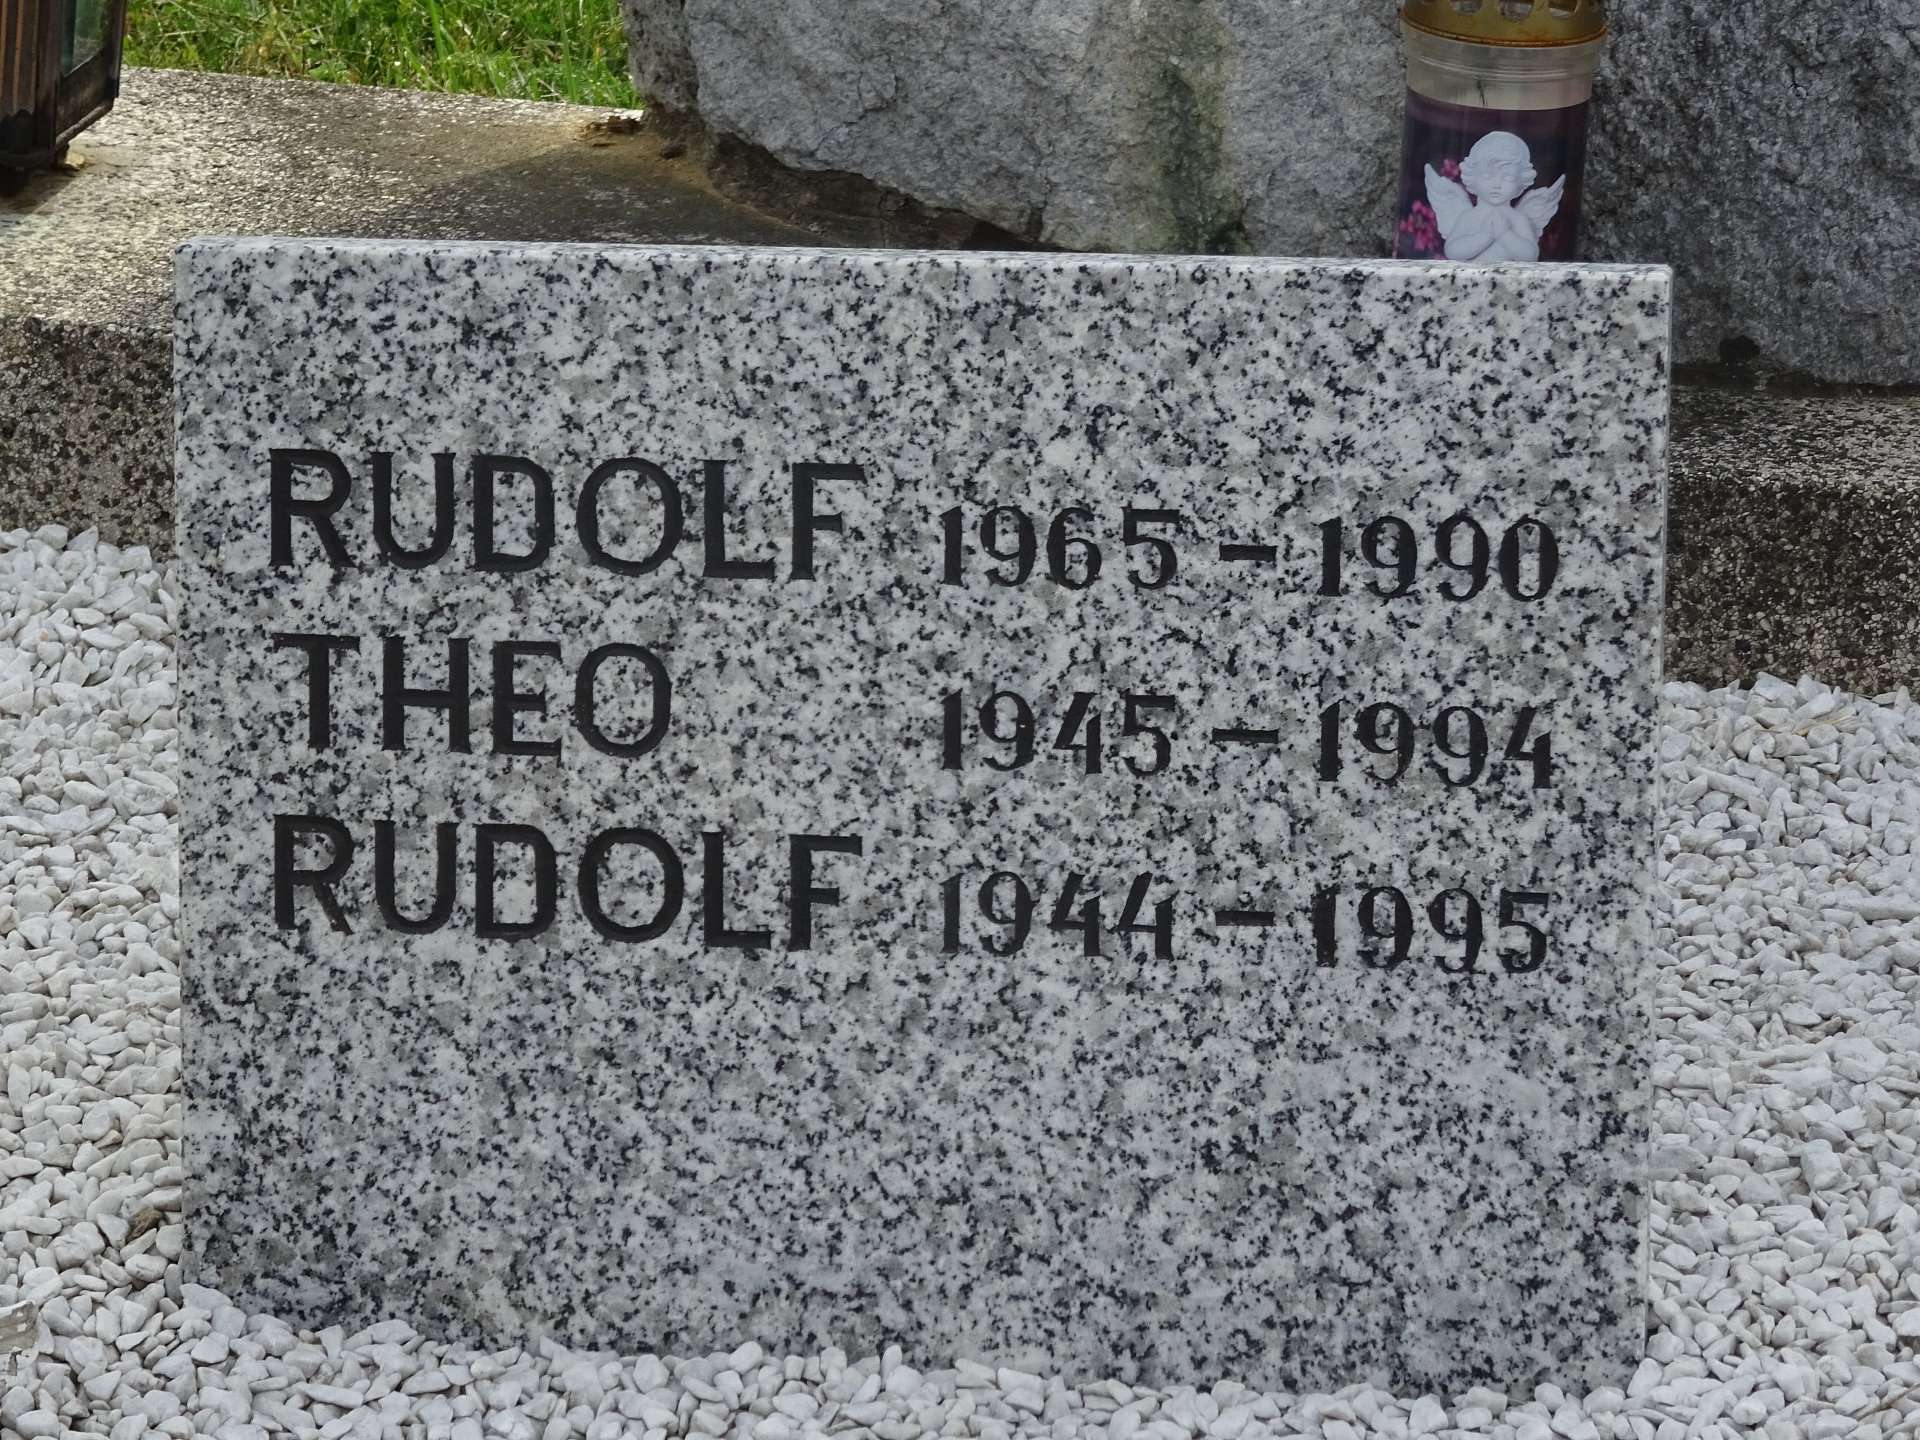 RUDOLF 1965 – 1990
THEO 1945 – 1994
RUDOLF 1944 – 1995